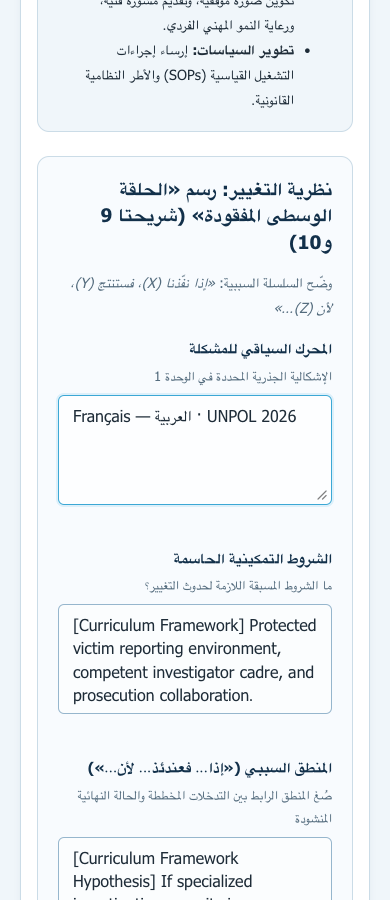 تكوين صورة موقفية، وتقديم مشورة فنية،
ورعاية النمو المهني الفردي.
• تطوير السياسات: إرساء إجراءات
التشغيل القياسية (SOPs) والأطر النظامية
القانونية.
نظرية التغيير: رسم «الحلقة
الوسطى المفقودة» (شريحتا 9
و10)
وضّح السلسلة السببية: «إذا نفّذنا (X)، فستنتج (Y)،
لأن (Z)...»
المحرك السياقي للمشكلة
الإشكالية الجذرية المحددة في الوحدة 1
Français — العربية · UNPOL 2026
الشروط التمكينية الحاسمة
ما الشروط المسبقة اللازمة لحدوث التغيير؟
[Curriculum Framework] Protected
victim reporting environment,
competent investigator cadre, and
prosecution collaboration.
المنطق السببي («إذا... فعندئذ... لأن...»)
صُغ المنطق الرابط بين التدخلات المخططة والحالة النهائية
المنشودة
[Curriculum Framework
Hypothesis] If specialized